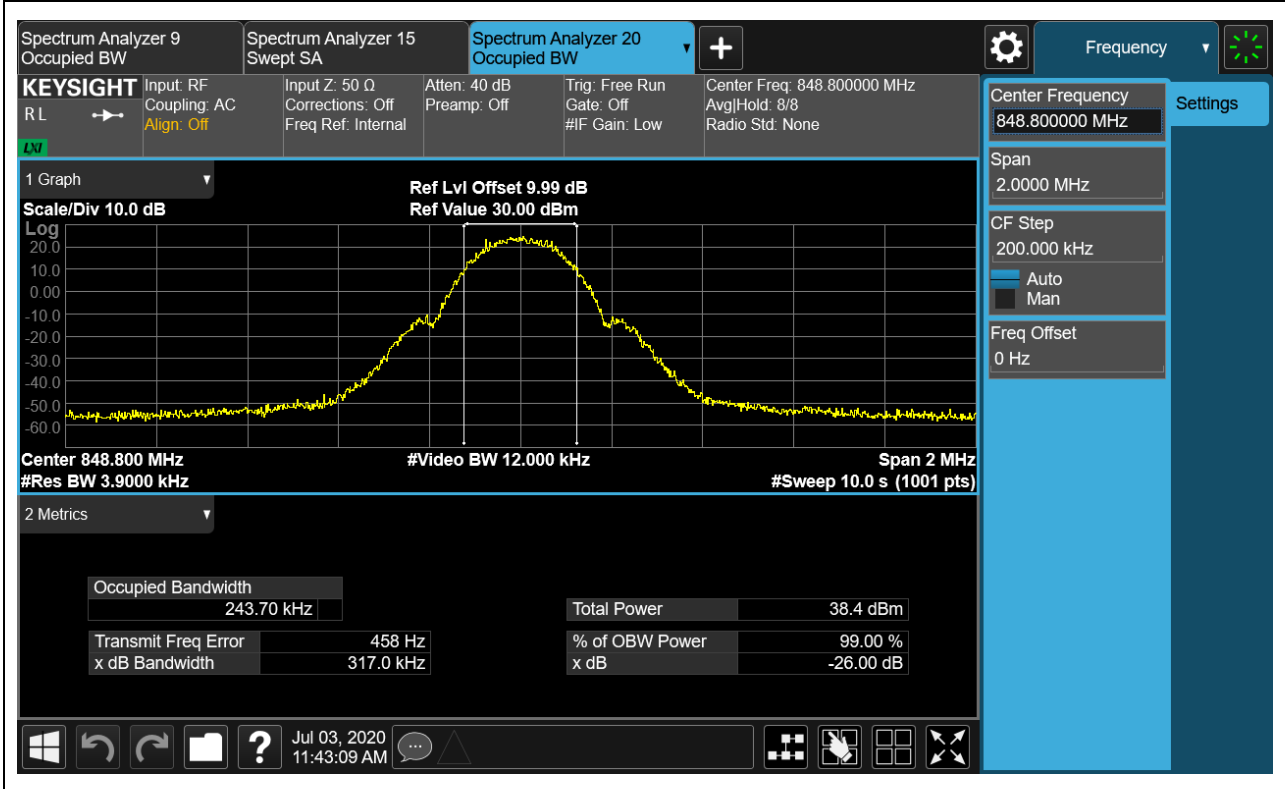 Spectrum Analyzer 9
Occupied BW
Spectrum Analyzer 15
Swept SA
Spectrum Analyzer 20
Occupied BW
Frequency
KEYSIGHT
R L
LXI
Input: RF
Coupling: AC
Align: Off
Input Z: 50 Ω
Corrections: Off
Freq Ref: Internal
Atten: 40 dB
Preamp: Off
Trig: Free Run
Gate: Off
#IF Gain: Low
Center Freq: 848.800000 MHz
Avg|Hold: 8/8
Radio Std: None
Center Frequency
848.800000 MHz
Settings
Span
2.0000 MHz
CF Step
200.000 kHz
Auto
Man
Freq Offset
0 Hz
1 Graph
Scale/Div 10.0 dB
Ref Lvl Offset 9.99 dB
Ref Value 30.00 dBm
Log
20.0
10.0
0.00
-10.0
-20.0
-30.0
-40.0
-50.0
-60.0
Center 848.800 MHz
#Video BW 12.000 kHz
Span 2 MHz
#Res BW 3.9000 kHz
#Sweep 10.0 s (1001 pts)
2 Metrics
Occupied Bandwidth
243.70 kHz
Total Power 38.4 dBm
Transmit Freq Error 458 Hz
% of OBW Power 99.00 %
x dB Bandwidth 317.0 kHz
x dB -26.00 dB
?
Jul 03, 2020
11:43:09 AM